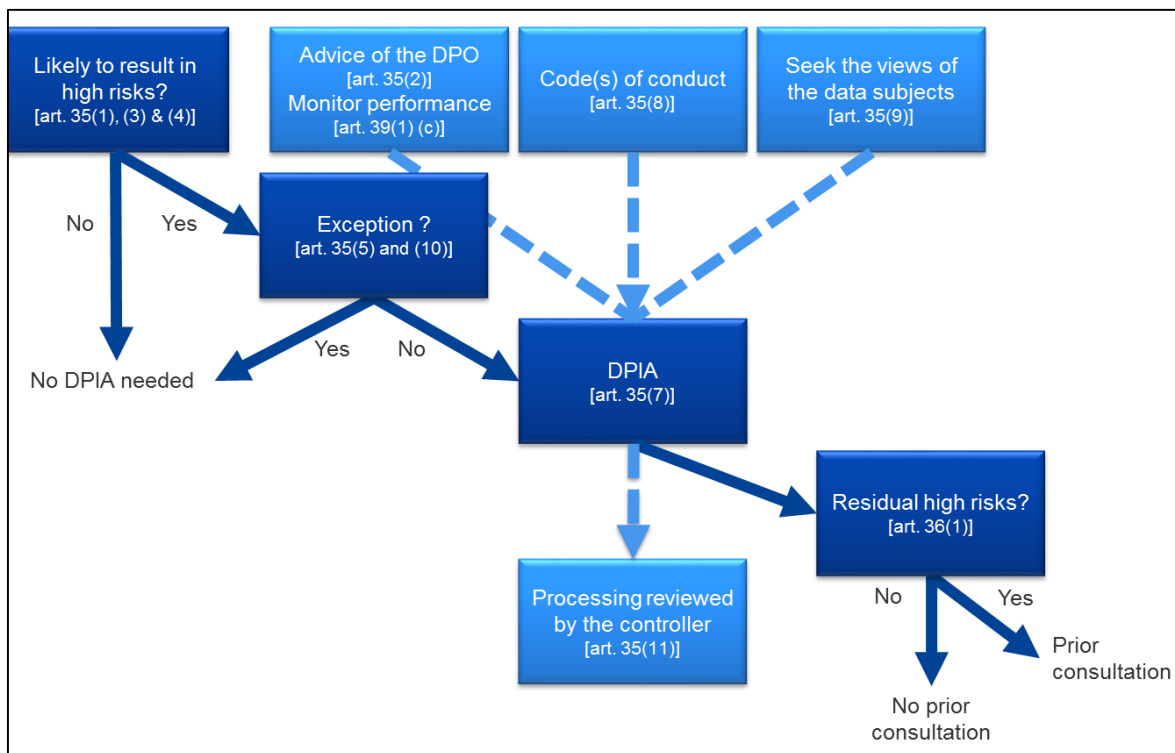 Likely to result in
high risks?
[art. 35(1), (3) & (4)]
Advice of the DPO
[art. 35(2)]
Monitor performance
[art. 39(1) (c)]
Code(s) of conduct
[art. 35(8)]
Seek the views of
the data subjects
[art. 35(9)]
No
Yes
Exception ?
[art. 35(5) and (10)]
Yes
No
No DPIA needed
DPIA
[art. 35(7)]
Residual high risks?
[art. 36(1)]
Processing reviewed
by the controller
[art. 35(11)]
No
Yes
Prior
consultation
No prior
consultation